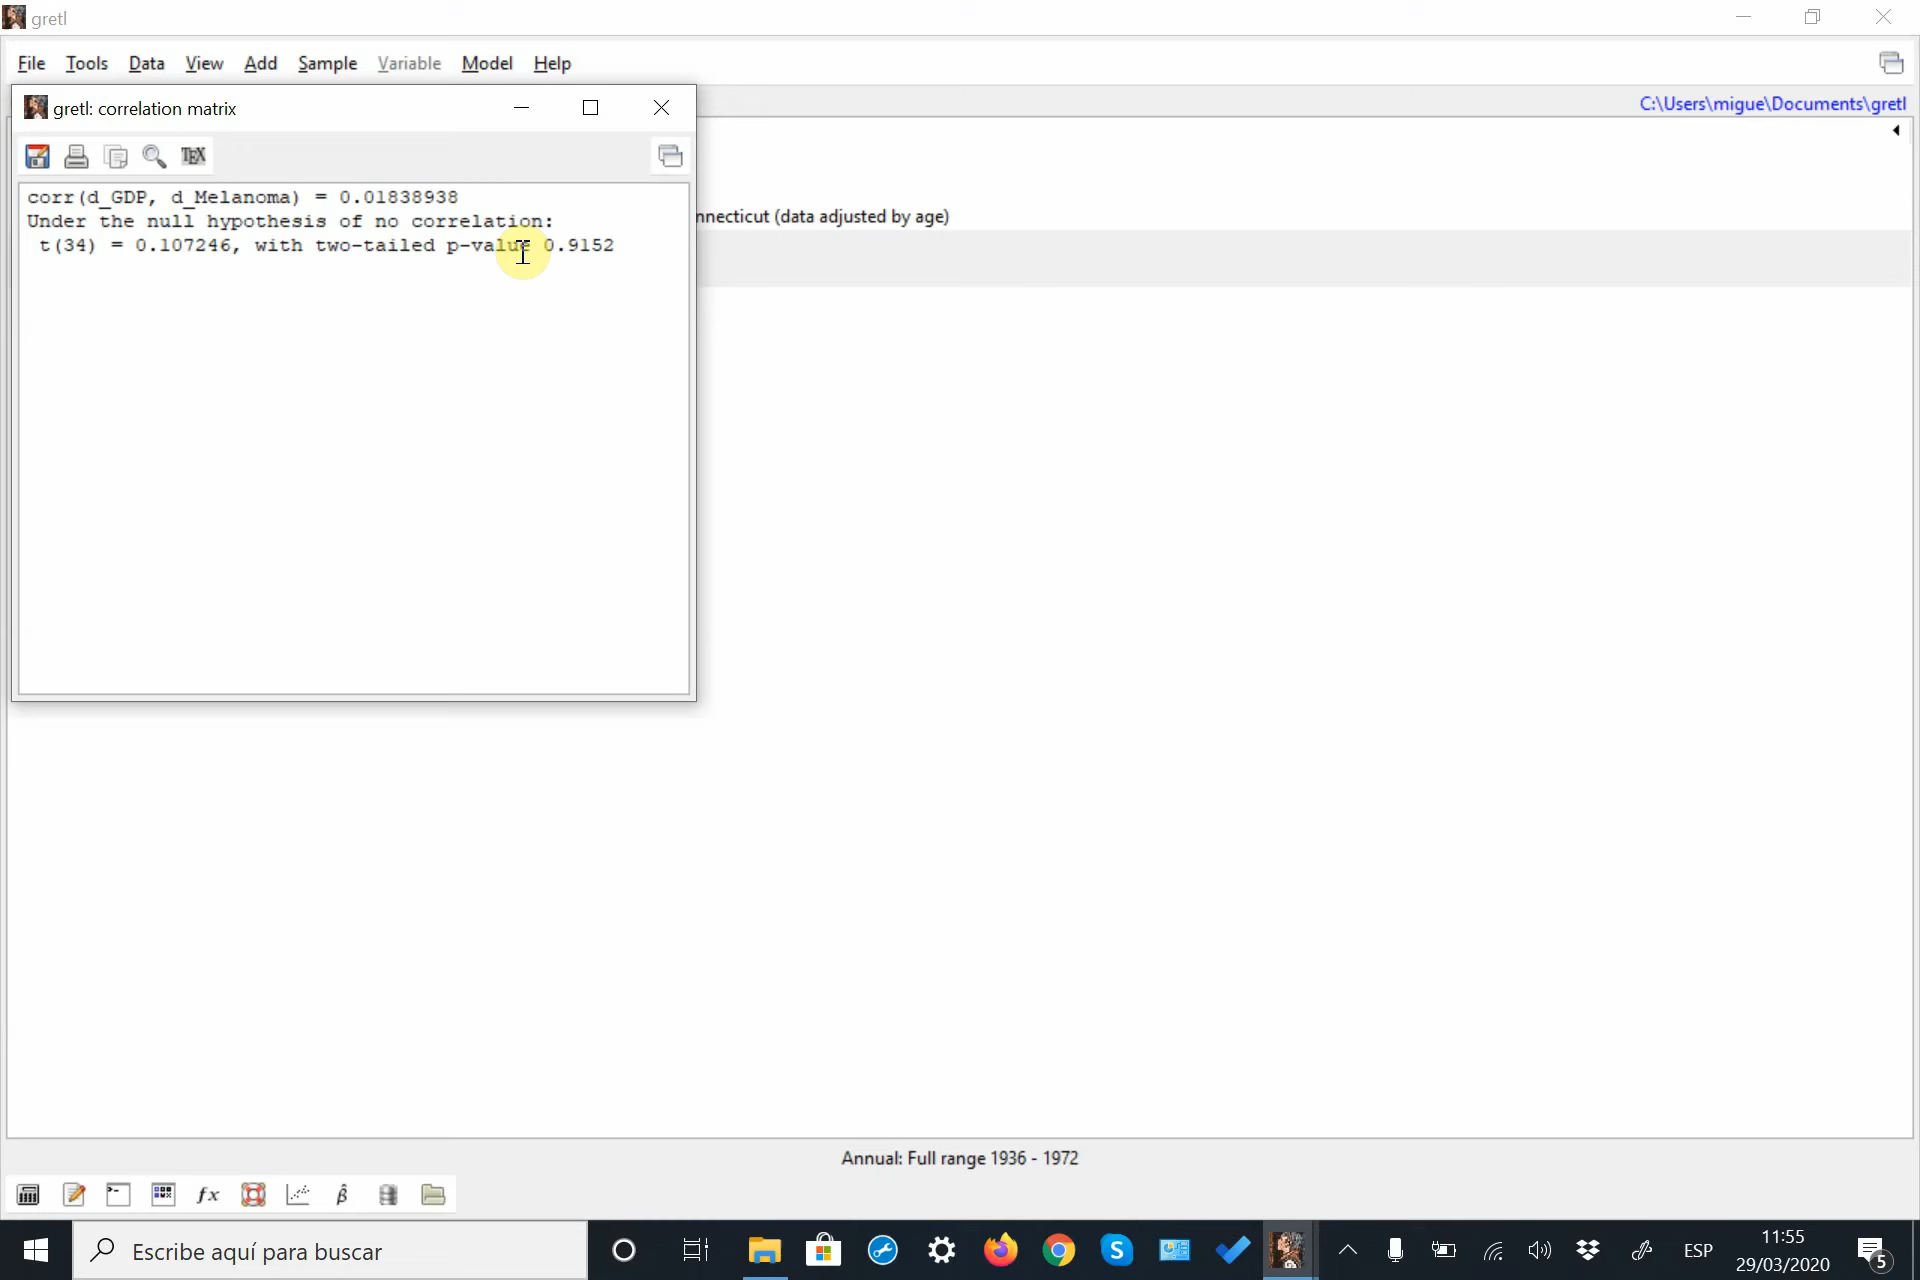 gretl
File Tools Data View Add Sample Variable Model Help
gretl: correlation matrix
C:\Users\migue\Documents\gretl
TEX
corr(d_GDP, d_Melanoma) = 0.01838938
Under the null hypothesis of no correlation:
nnecticut (data adjusted by age)
t(34) = 0.107246, with two-tailed p-value 0.9152
Annual: Full range 1936 - 1972
fx
β̂
Escribe aquí para buscar
S
ESP
11:55
29/03/2020
5